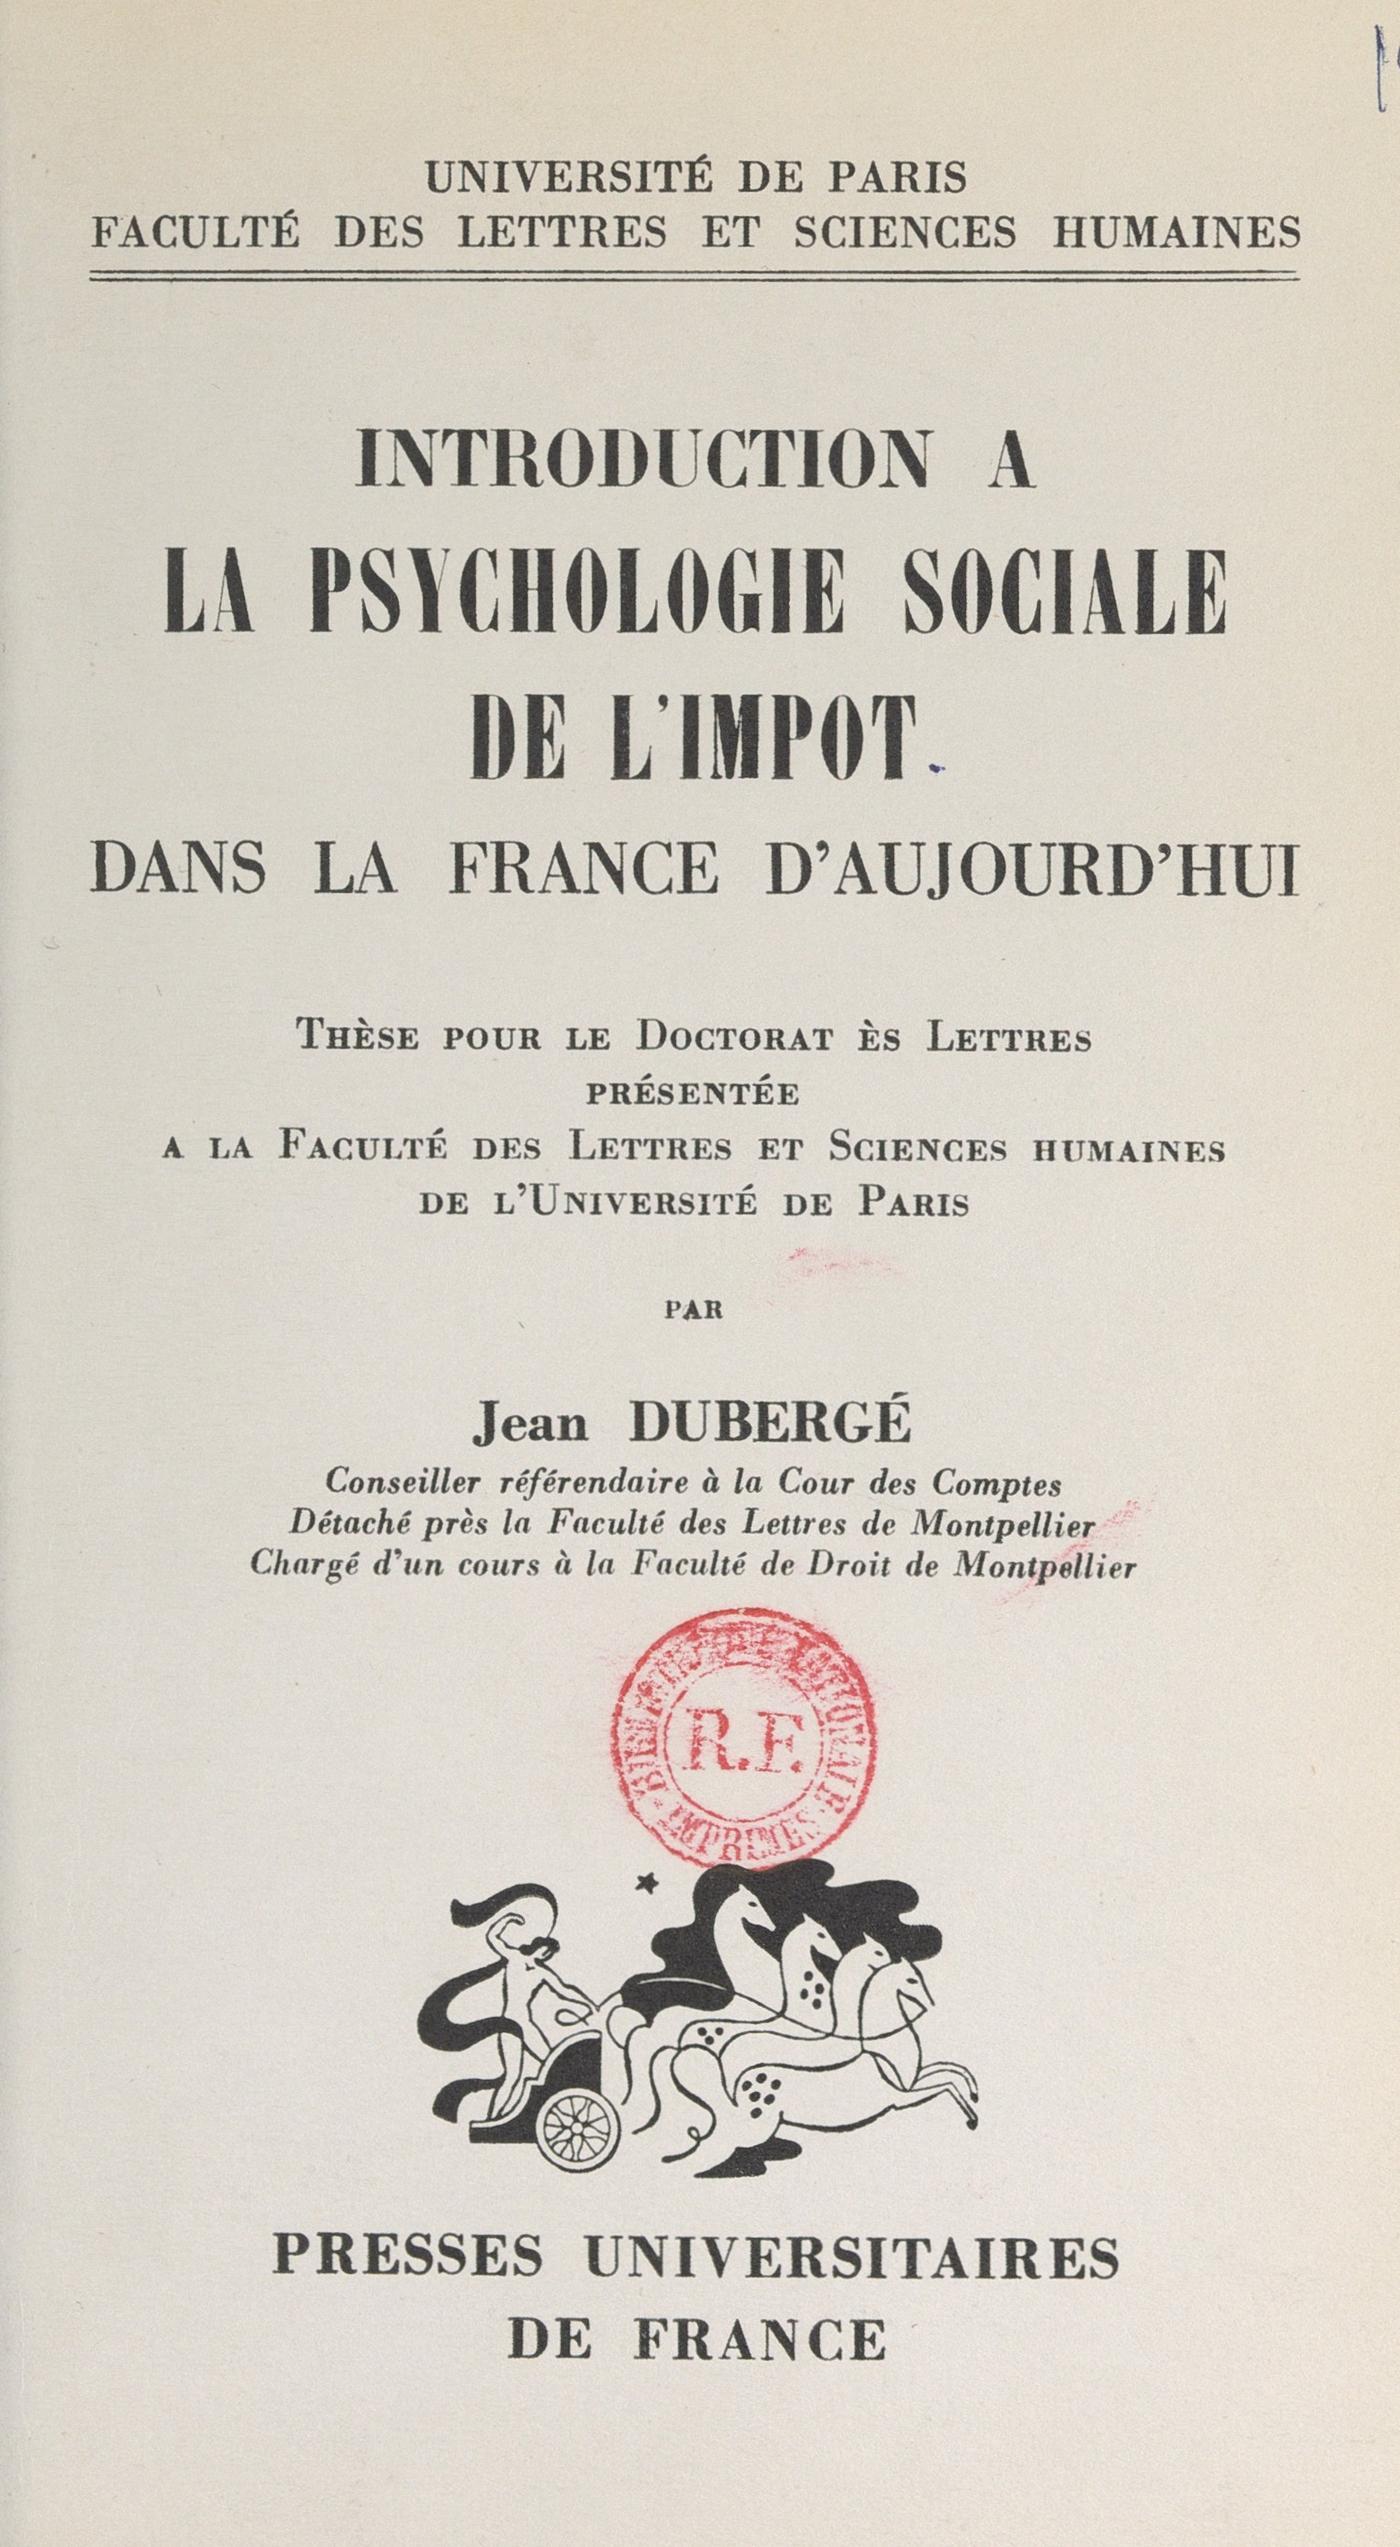 UNIVERSITÉ DE PARIS
FACULTÉ DES LETTRES ET SCIENCES HUMAINES
INTRODUCTION A
LA PSYCHOLOGIE SOCIALE
DE L'IMPOT
DANS LA FRANCE D'AUJOURD'HUI
THÈSE POUR LE DOCTORAT ÈS LETTRES
PRÉSENTÉE
A LA FACULTÉ DES LETTRES ET SCIENCES HUMAINES
DE L'UNIVERSITÉ DE PARIS
PAR
Jean DUBERGÉ
Conseiller référendaire à la Cour des Comptes
Détaché près la Faculté des Lettres de Montpellier
Chargé d'un cours à la Faculté de Droit de Montpellier
R.F.
IMPRIMÉS
PRESSES UNIVERSITAIRES
DE FRANCE